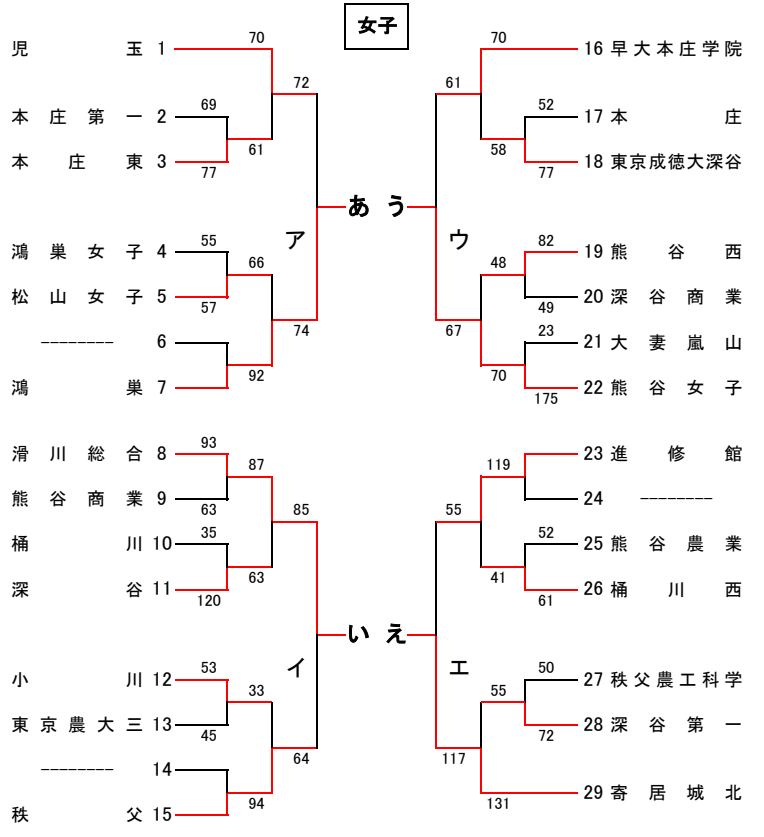 女子
70
児玉 1
72
69
本庄第一 2
61
本庄東 3
77
ア
55
鴻巣女子 4
66
松山女子 5
57
-------- 6
74
92
鴻巣 7
あ う
70
16 早大本庄学院
61
52
17 本庄
58
18 東京成徳大深谷
77
ウ
82
19 熊谷西
48
20 深谷商業
49
23
21 大妻嵐山
67
70
22 熊谷女子
175
93
滑川総合 8
87
熊谷商業 9
63
85
35
桶川 10
63
深谷 11
120
イ
53
小川 12
33
東京農大三 13
45
64
-------- 14
94
秩父 15
い え
119
23 進修館
55
24 --------
52
25 熊谷農業
41
26 桶川西
61
エ
50
27 秩父農工科学
55
28 深谷第一
72
117
131
29 寄居城北